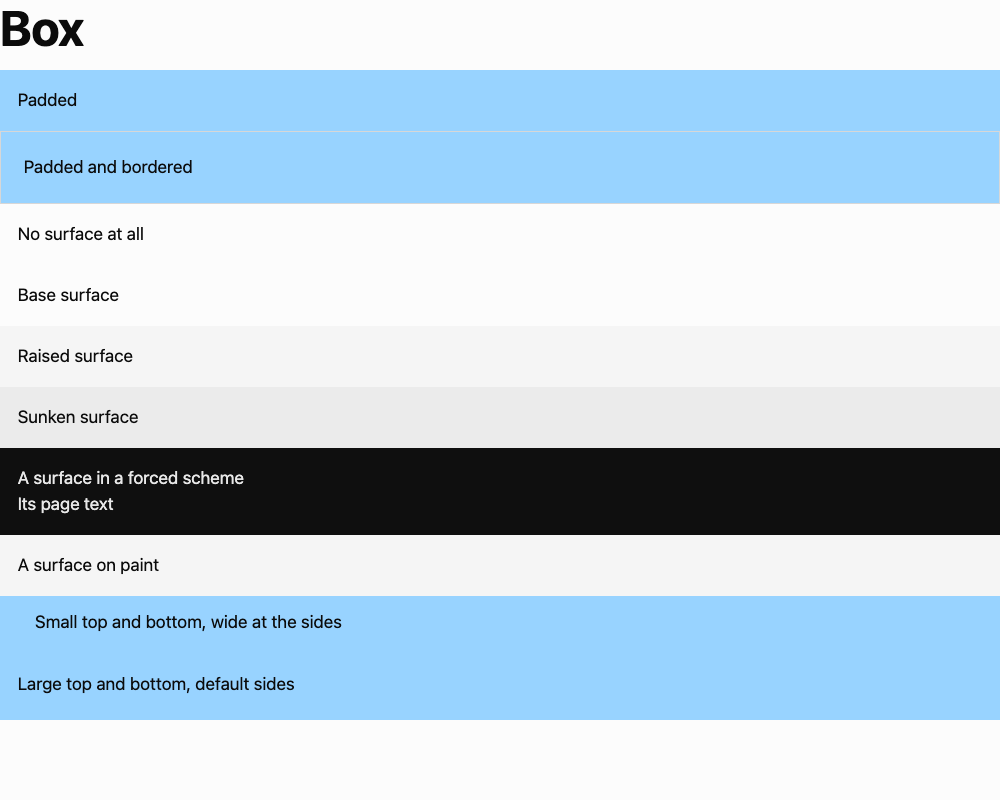 Box
Padded
Padded and bordered
No surface at all
Base surface
Raised surface
Sunken surface
A surface in a forced scheme
Its page text
A surface on paint
Small top and bottom, wide at the sides
Large top and bottom, default sides